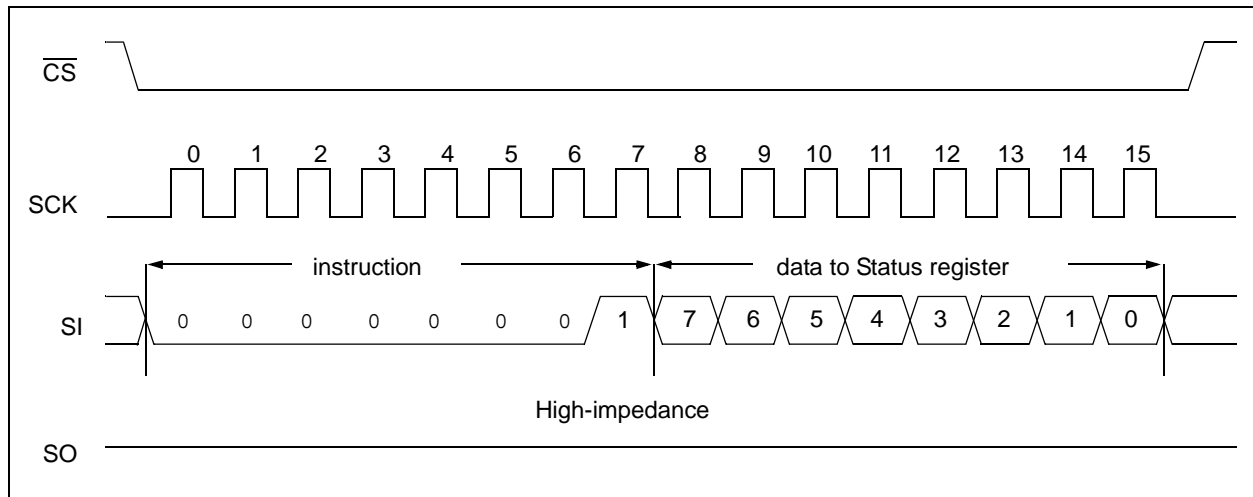 CS
0 1 2 3 4 5 6 7 8 9 10 11 12 13 14 15
SCK
instruction data to Status register
SI 0 0 0 0 0 0 0 1 7 6 5 4 3 2 1 0
High-impedance
SO